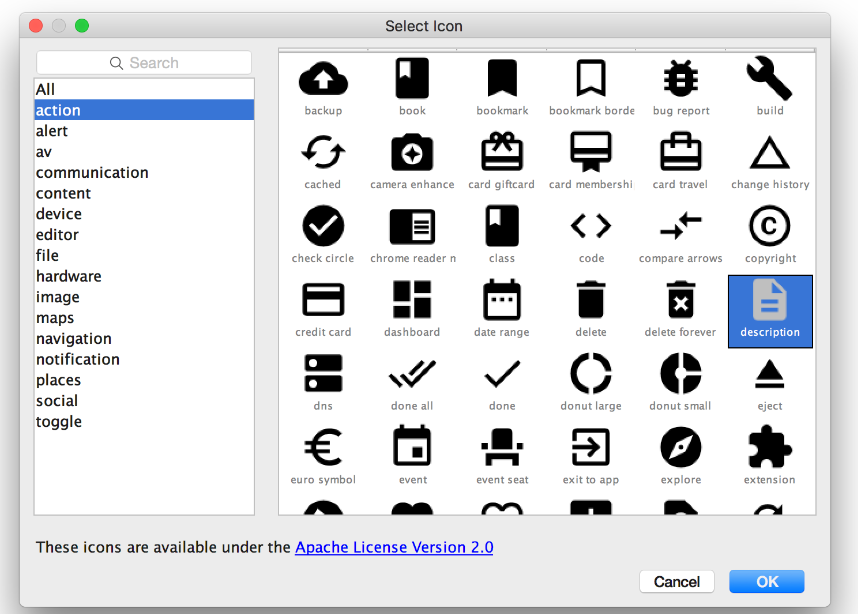 Select Icon
Search
All
action
alert
av
communication
content
device
editor
file
hardware
image
maps
navigation
notification
places
social
toggle
backup book bookmark bookmark borde bug report build
cached camera enhance card giftcard card membershi card travel change history
check circle chrome reader n class code compare arrows copyright
credit card dashboard date range delete delete forever description
dns done all done donut large donut small eject
euro symbol event event seat exit to app explore extension
These icons are available under the Apache License Version 2.0
Cancel OK